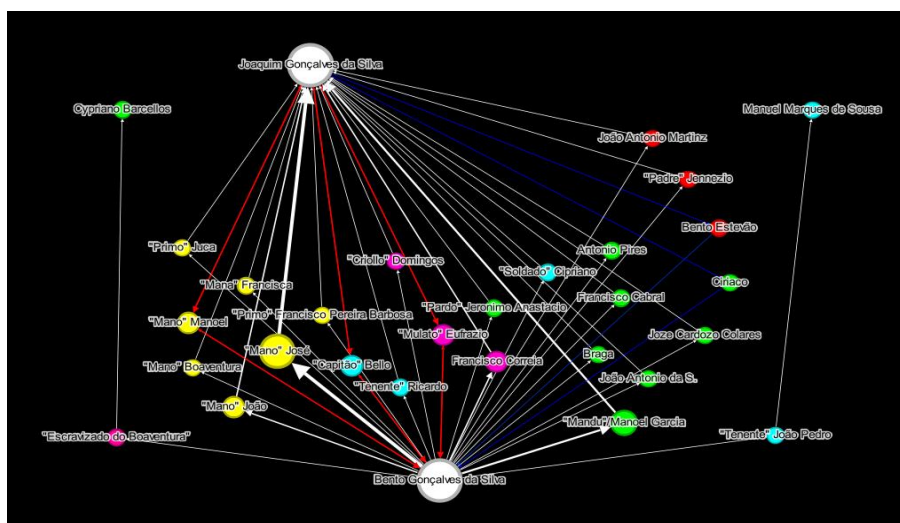 Joaquim Gonçalves da Silva
Cypriano Barcellos
Manuel Marques de Sousa
João Antonio Martinz
"Padre" Jennezio
Bento Estevão
"Primo" Juca
Antonio Pires
"Criollo" Domingos
"Soldado" Cipriano
"Mana" Francisca
Ciriaco
Francisco Cabral
"Pardo" Jeronimo Anastacio
"Primo" Francisco Pereira Barbosa
"Mano" Manoel
"Mulato" Eufrazio
Joze Cardozo Colares
"Mano" José
Braga
Francisco Correia
"Mano" Boaventura
"Capitão" Bello
João Antonio da S.
"Tenente" Ricardo
"Mano" João
"Mandu"/Manoel Garcia
"Escravizado do Boaventura"
"Tenente" João Pedro
Bento Gonçalves da Silva